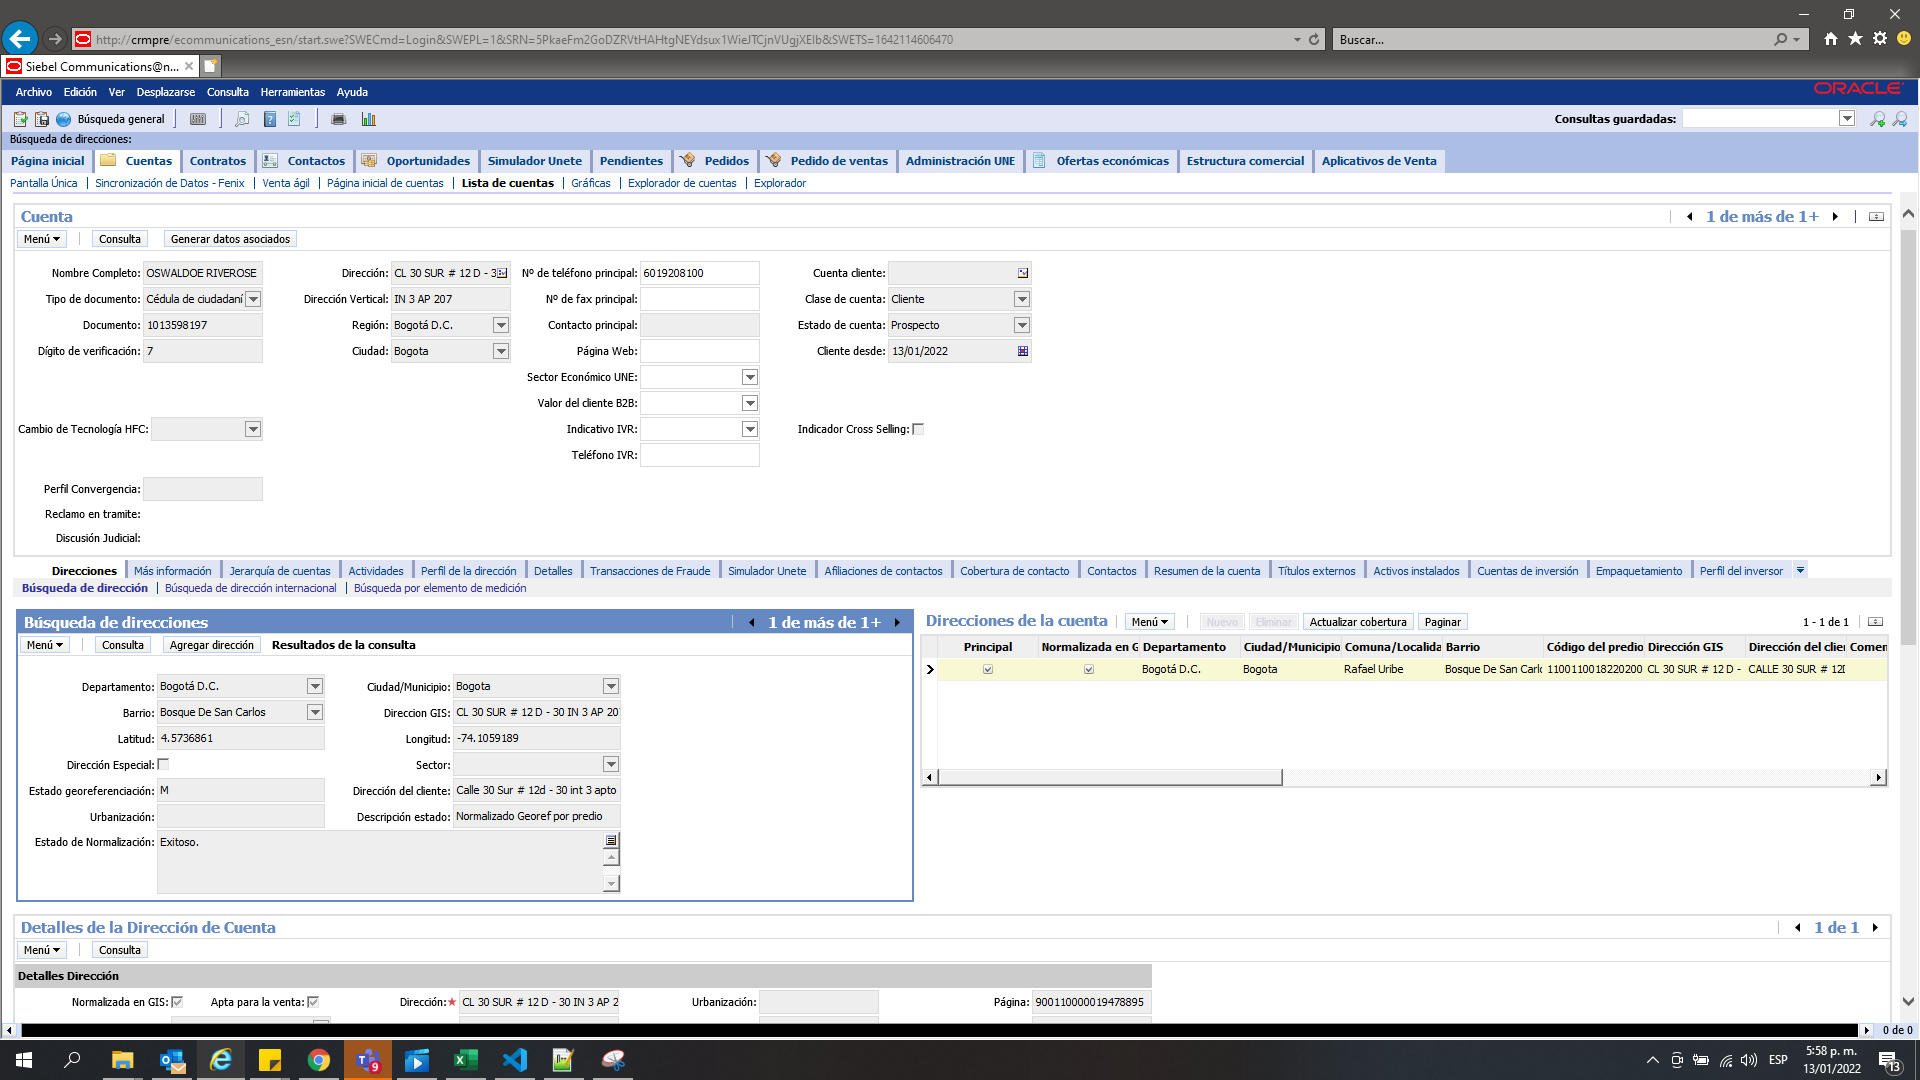 http://crmpre/ecommunications_esn/start.swe?SWECmd=Login&SWEPL=1&SRN=5PkaeFm2GoDZRVtHAHtgNEYdsux1WieJTCjnVUgjXElb&SWETS=1642114606470
Buscar...
Siebel Communications@n...
Archivo Edición Ver Desplazarse Consulta Herramientas Ayuda
ORACLE
Búsqueda general
Consultas guardadas:
Búsqueda de direcciones:
Página inicial Cuentas Contratos Contactos Oportunidades Simulador Unete Pendientes Pedidos Pedido de ventas Administración UNE Ofertas económicas Estructura comercial Aplicativos de Venta
Pantalla Única Sincronización de Datos - Fenix Venta ágil Página inicial de cuentas Lista de cuentas Gráficas Explorador de cuentas Explorador
Cuenta 1 de más de 1+
Menú Consulta Generar datos asociados
Nombre Completo: OSWALDOE RIVEROSE Dirección: CL 30 SUR # 12 D - 3 Nº de teléfono principal: 6019208100 Cuenta cliente:
Tipo de documento: Cédula de ciudadaní Dirección Vertical: IN 3 AP 207 Nº de fax principal: Clase de cuenta: Cliente
Documento: 1013598197 Región: Bogotá D.C. Contacto principal: Estado de cuenta: Prospecto
Dígito de verificación: 7 Ciudad: Bogota Página Web: Cliente desde: 13/01/2022
Sector Económico UNE:
Valor del cliente B2B:
Cambio de Tecnología HFC: Indicativo IVR: Indicador Cross Selling:
Teléfono IVR:
Perfil Convergencia:
Reclamo en tramite:
Discusión Judicial:
Direcciones Más información Jerarquía de cuentas Actividades Perfil de la dirección Detalles Transacciones de Fraude Simulador Unete Afiliaciones de contactos Cobertura de contacto Contactos Resumen de la cuenta Títulos externos Activos instalados Cuentas de inversión Empaquetamiento Perfil del inversor
Búsqueda de dirección Búsqueda de dirección internacional Búsqueda por elemento de medición
Búsqueda de direcciones 1 de más de 1+
Menú Consulta Agregar dirección Resultados de la consulta
Departamento: Bogotá D.C. Ciudad/Municipio: Bogota
Barrio: Bosque De San Carlos Direccion GIS: CL 30 SUR # 12 D - 30 IN 3 AP 20
Latitud: 4.5736861 Longitud: -74.1059189
Dirección Especial: Sector:
Estado georeferenciación: M Dirección del cliente: Calle 30 Sur # 12d - 30 int 3 apto
Urbanización: Descripción estado: Normalizado Georef por predio
Estado de Normalización: Exitoso.
Direcciones de la cuenta Menú Nuevo Eliminar Actualizar cobertura Paginar 1 - 1 de 1
Principal Normalizada en G Departamento Ciudad/Municipio Comuna/Localida Barrio Código del predio Dirección GIS Dirección del clier Comen
Bogotá D.C. Bogota Rafael Uribe Bosque De San Carlo 1100110018220200 CL 30 SUR # 12 D - CALLE 30 SUR # 12D
Detalles de la Dirección de Cuenta 1 de 1
Menú Consulta
Detalles Dirección
Normalizada en GIS: Apta para la venta: Dirección:* CL 30 SUR # 12 D - 30 IN 3 AP 2 Urbanización: Página: 900110000019478895
0 de 0
9
ESP
5:58 p. m.
13/01/2022
13